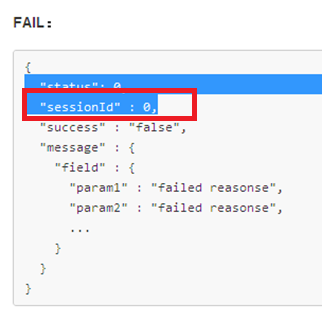 FAIL：
{
"status": 0,
"sessionId" : 0,
"success" : "false",
"message" : {
"field" : {
"param1" : "failed reasonse",
"param2" : "failed reasonse",
...
}
}
}